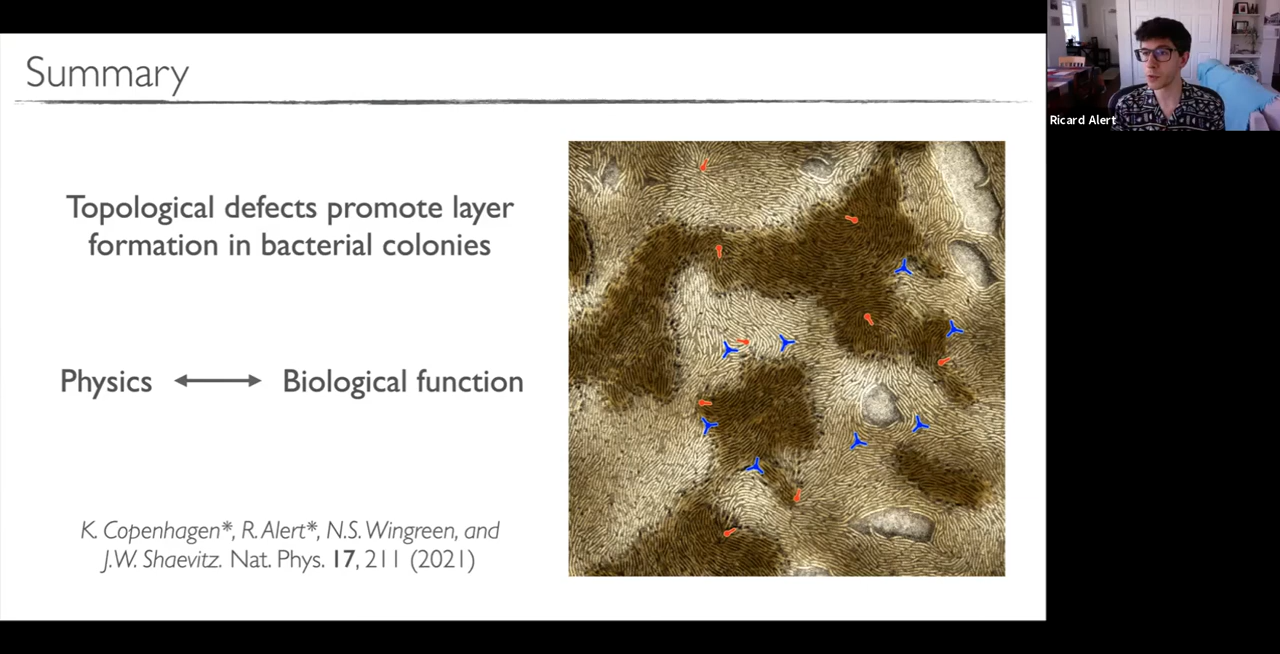 Summary
Topological defects promote layer
formation in bacterial colonies
Physics
Biological function
K. Copenhagen*, R. Alert*, N.S. Wingreen, and
J.W. Shaevitz. Nat. Phys. 17, 211 (2021)
Ricard Alert